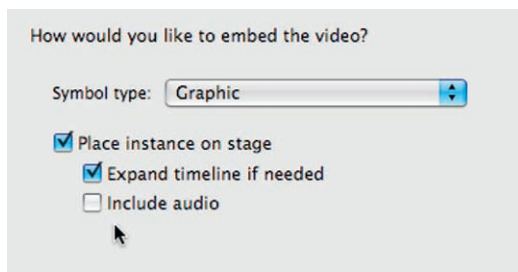 How would you like to embed the video?
Symbol type: Graphic
Place instance on stage
Expand timeline if needed
Include audio